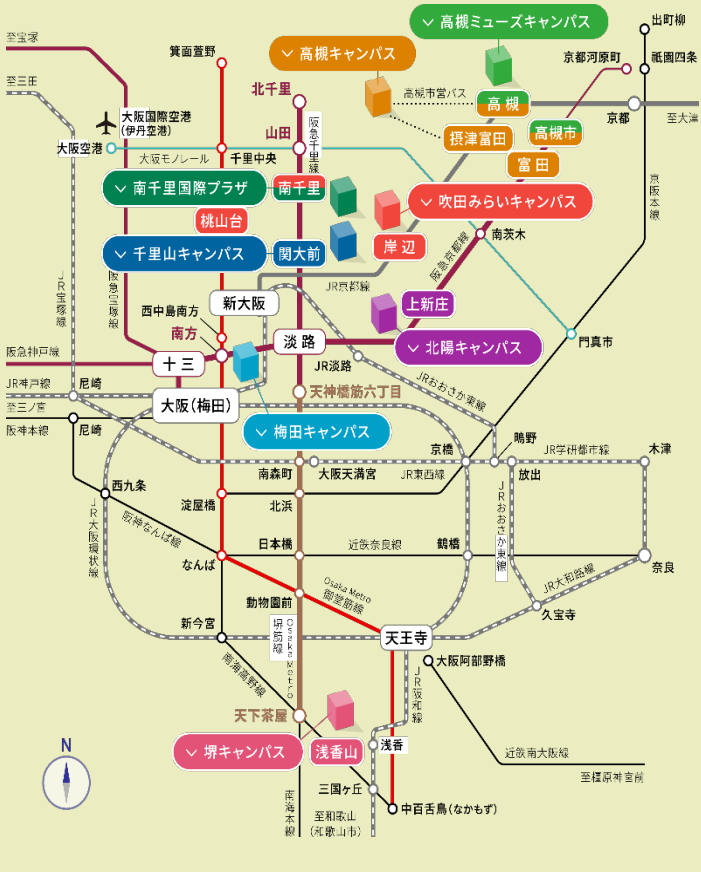 出町柳
高槻ミューズキャンパス
至宝塚
箕面萱野
高槻キャンパス
京都河原町
祇園四条
至三田
北千里
高槻市営バス
高槻
大阪国際空港
(伊丹空港)
阪急千里線
京都
至大津
山田
摂津富田
高槻市
大阪空港
大阪モノレール
千里中央
富田
南千里国際プラザ
南千里
京阪本線
吹田みらいキャンパス
桃山台
南茨木
千里山キャンパス
関大前
岸辺
阪急京都線
JR宝塚線
阪急宝塚線
JR京都線
新大阪
上新庄
西中島南方
南方
淡路
門真市
北陽キャンパス
阪急神戸線
十三
JR淡路
JR神戸線
尼崎
JRおおさか東線
天神橋筋六丁目
至三ノ宮
大阪(梅田)
阪神本線
尼崎
梅田キャンパス
鴫野
京橋
JR学研都市線
木津
南森町
大阪天満宮
JR東西線
放出
西九条
淀屋橋
北浜
JRおおさか東線
JR大阪環状線
阪神なんば線
日本橋
近鉄奈良線
鶴橋
なんば
奈良
JR大和路線
Osaka Metro
御堂筋線
動物園前
久宝寺
新今宮
Osaka Metro
堺筋線
天王寺
大阪阿部野橋
南海高野線
JR阪和線
天下茶屋
堺キャンパス
浅香山
浅香
近鉄南大阪線
N
至橿原神宮前
三国ヶ丘
南海本線
至和歌山
(和歌山市)
中百舌鳥(なかもず)